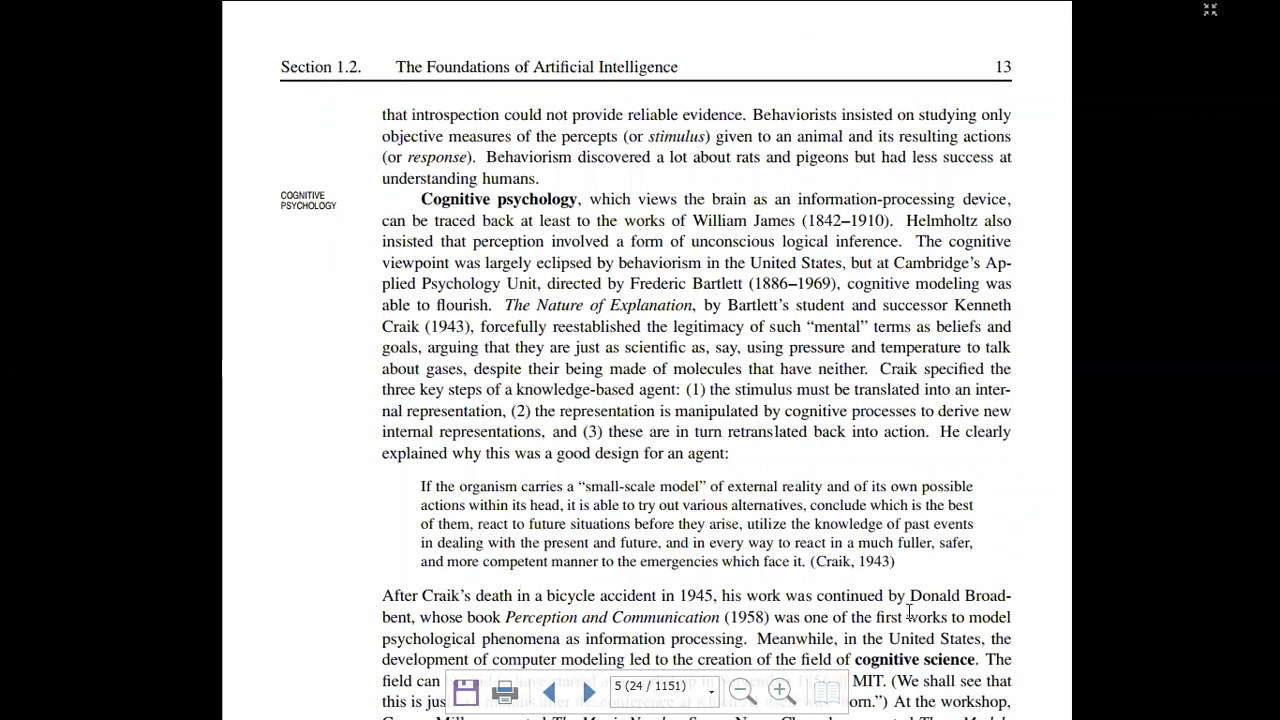 Section 1.2. The Foundations of Artificial Intelligence 13
that introspection could not provide reliable evidence. Behaviorists insisted on studying only
objective measures of the percepts (or stimulus) given to an animal and its resulting actions
(or response). Behaviorism discovered a lot about rats and pigeons but had less success at
understanding humans.
COGNITIVE
PSYCHOLOGY
Cognitive psychology, which views the brain as an information-processing device,
can be traced back at least to the works of William James (1842–1910). Helmholtz also
insisted that perception involved a form of unconscious logical inference. The cognitive
viewpoint was largely eclipsed by behaviorism in the United States, but at Cambridge's Ap-
plied Psychology Unit, directed by Frederic Bartlett (1886–1969), cognitive modeling was
able to flourish. The Nature of Explanation, by Bartlett's student and successor Kenneth
Craik (1943), forcefully reestablished the legitimacy of such “mental” terms as beliefs and
goals, arguing that they are just as scientific as, say, using pressure and temperature to talk
about gases, despite their being made of molecules that have neither. Craik specified the
three key steps of a knowledge-based agent: (1) the stimulus must be translated into an inter-
nal representation, (2) the representation is manipulated by cognitive processes to derive new
internal representations, and (3) these are in turn retranslated back into action. He clearly
explained why this was a good design for an agent:
If the organism carries a “small-scale model” of external reality and of its own possible
actions within its head, it is able to try out various alternatives, conclude which is the best
of them, react to future situations before they arise, utilize the knowledge of past events
in dealing with the present and future, and in every way to react in a much fuller, safer,
and more competent manner to the emergencies which face it. (Craik, 1943)
After Craik's death in a bicycle accident in 1945, his work was continued by Donald Broad-
bent, whose book Perception and Communication (1958) was one of the first works to model
psychological phenomena as information processing. Meanwhile, in the United States, the
development of computer modeling led to the creation of the field of cognitive science. The
field can MIT. (We shall see that
this is just orn.”) At the workshop,
5 (24 / 1151)